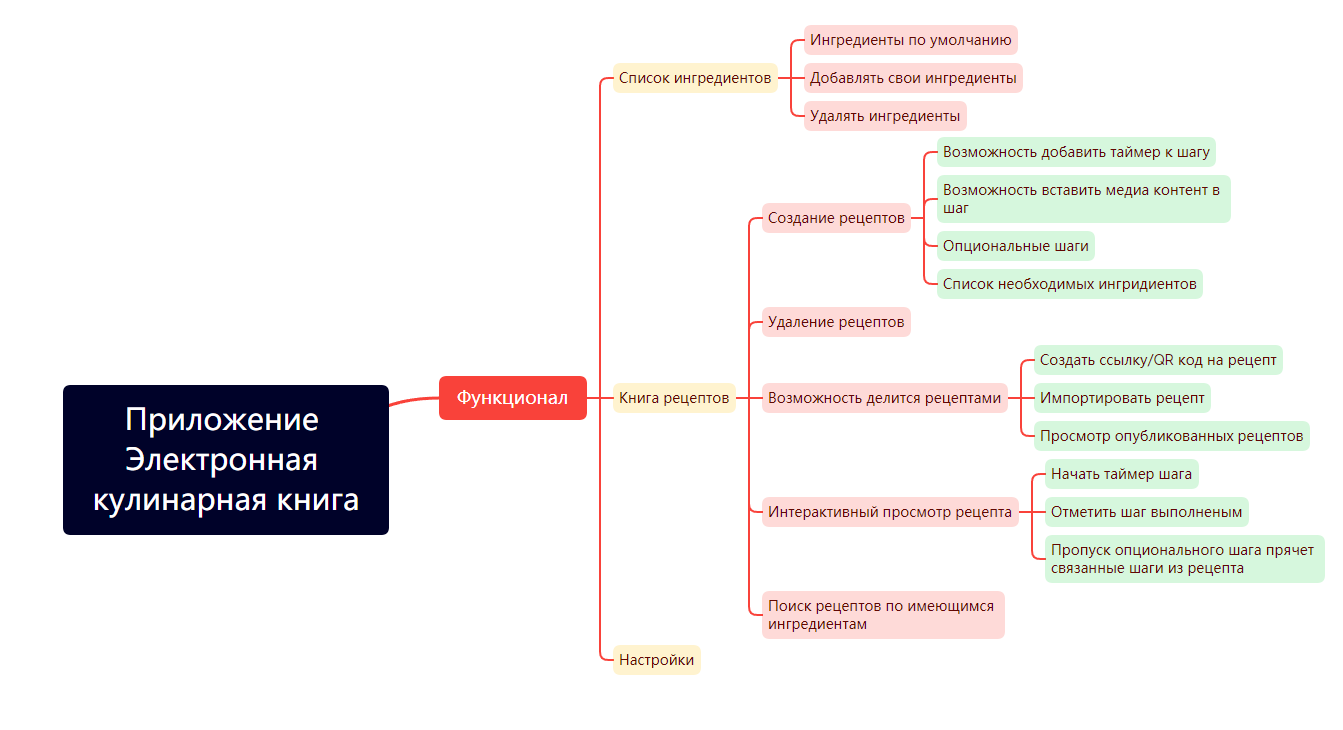 Приложение
Электронная
кулинарная книга
Функционал
Список ингредиентов
Ингредиенты по умолчанию
Добавлять свои ингредиенты
Удалять ингредиенты
Книга рецептов
Создание рецептов
Возможность добавить таймер к шагу
Возможность вставить медиа контент в
шаг
Опциональные шаги
Список необходимых ингридиентов
Удаление рецептов
Возможность делится рецептами
Создать ссылку/QR код на рецепт
Импортировать рецепт
Просмотр опубликованных рецептов
Интерактивный просмотр рецепта
Начать таймер шага
Отметить шаг выполненым
Пропуск опционального шага прячет
связанные шаги из рецепта
Поиск рецептов по имеющимся
ингредиентам
Настройки